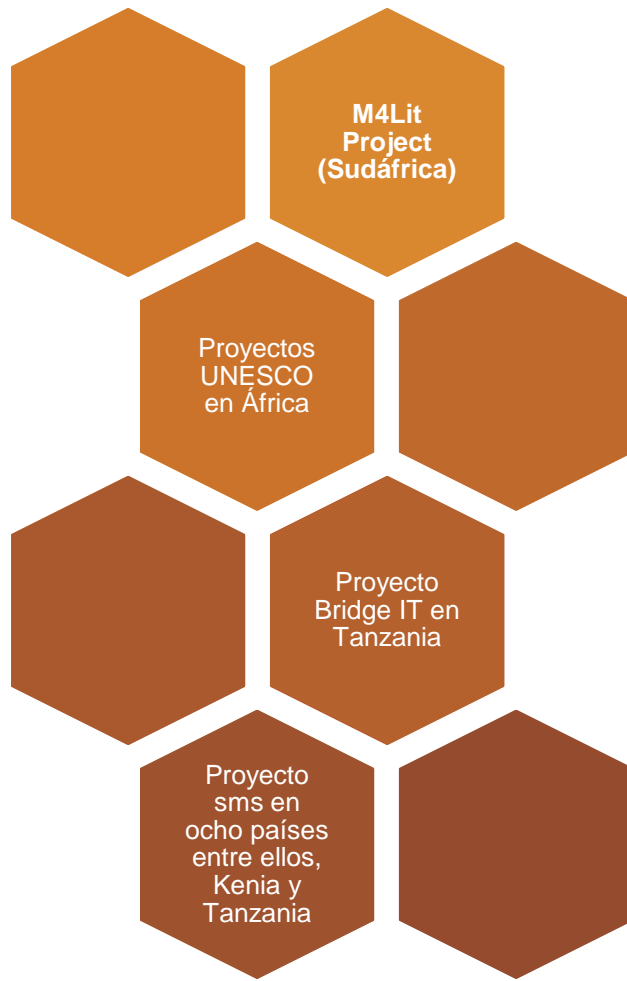 M4Lit
Project
(Sudáfrica)
Proyectos
UNESCO
en África
Proyecto
Bridge IT en
Tanzania
Proyecto
sms en
ocho países
entre ellos,
Kenia y
Tanzania